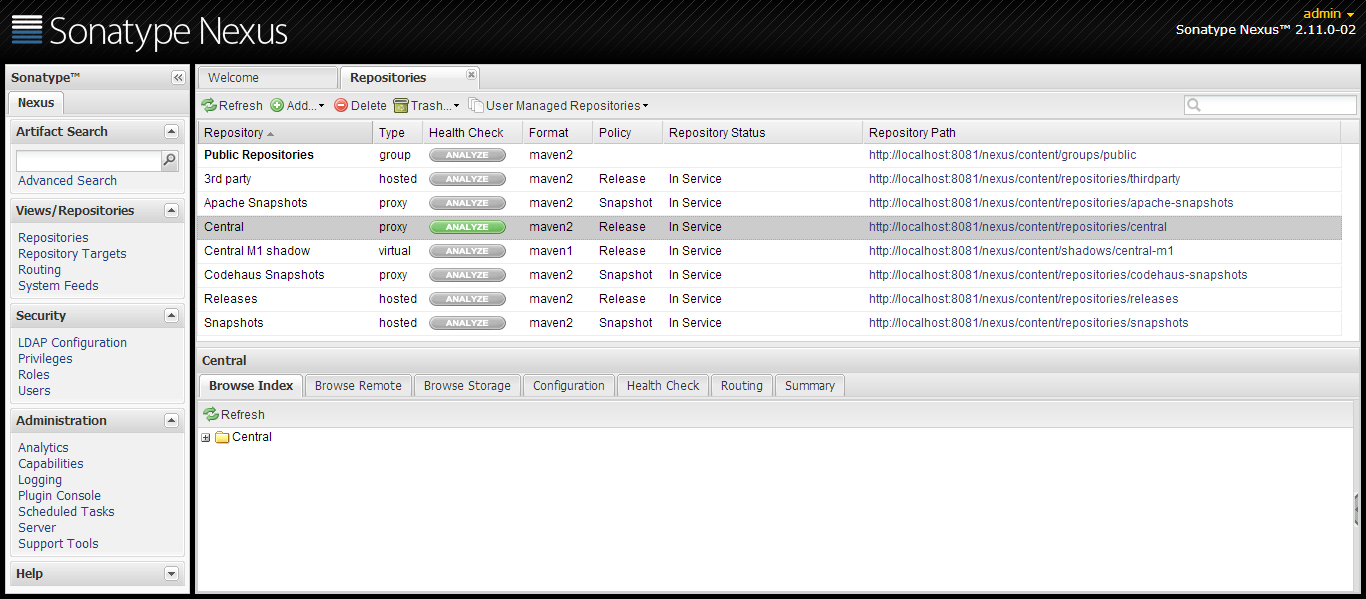 Sonatype Nexus
admin
Sonatype Nexus™ 2.11.0-02
Sonatype™
Nexus
Artifact Search
Advanced Search
Views/Repositories
Repositories
Repository Targets
Routing
System Feeds
Security
LDAP Configuration
Privileges
Roles
Users
Administration
Analytics
Capabilities
Logging
Plugin Console
Scheduled Tasks
Server
Support Tools
Help
Welcome Repositories
Refresh Add... Delete Trash... User Managed Repositories
Repository Type Health Check Format Policy Repository Status Repository Path
Public Repositories group ANALYZE maven2 http://localhost:8081/nexus/content/groups/public
3rd party hosted ANALYZE maven2 Release In Service http://localhost:8081/nexus/content/repositories/thirdparty
Apache Snapshots proxy ANALYZE maven2 Snapshot In Service http://localhost:8081/nexus/content/repositories/apache-snapshots
Central proxy ANALYZE maven2 Release In Service http://localhost:8081/nexus/content/repositories/central
Central M1 shadow virtual ANALYZE maven1 Release In Service http://localhost:8081/nexus/content/shadows/central-m1
Codehaus Snapshots proxy ANALYZE maven2 Snapshot In Service http://localhost:8081/nexus/content/repositories/codehaus-snapshots
Releases hosted ANALYZE maven2 Release In Service http://localhost:8081/nexus/content/repositories/releases
Snapshots hosted ANALYZE maven2 Snapshot In Service http://localhost:8081/nexus/content/repositories/snapshots
Central
Browse Index Browse Remote Browse Storage Configuration Health Check Routing Summary
Refresh
Central